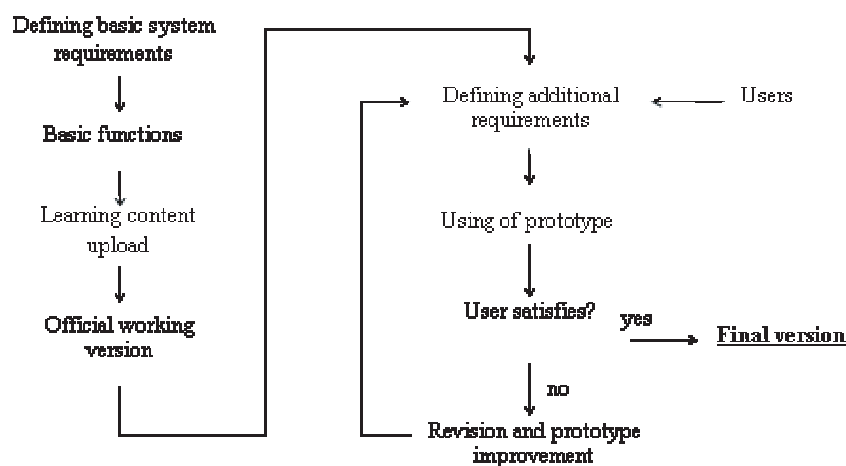 Defining basic system
requirements
Basic functions
Learning content
upload
Official working
version
Defining additional
requirements
Users
Using of prototype
User satisfies?
yes
Final version
no
Revision and prototype
improvement